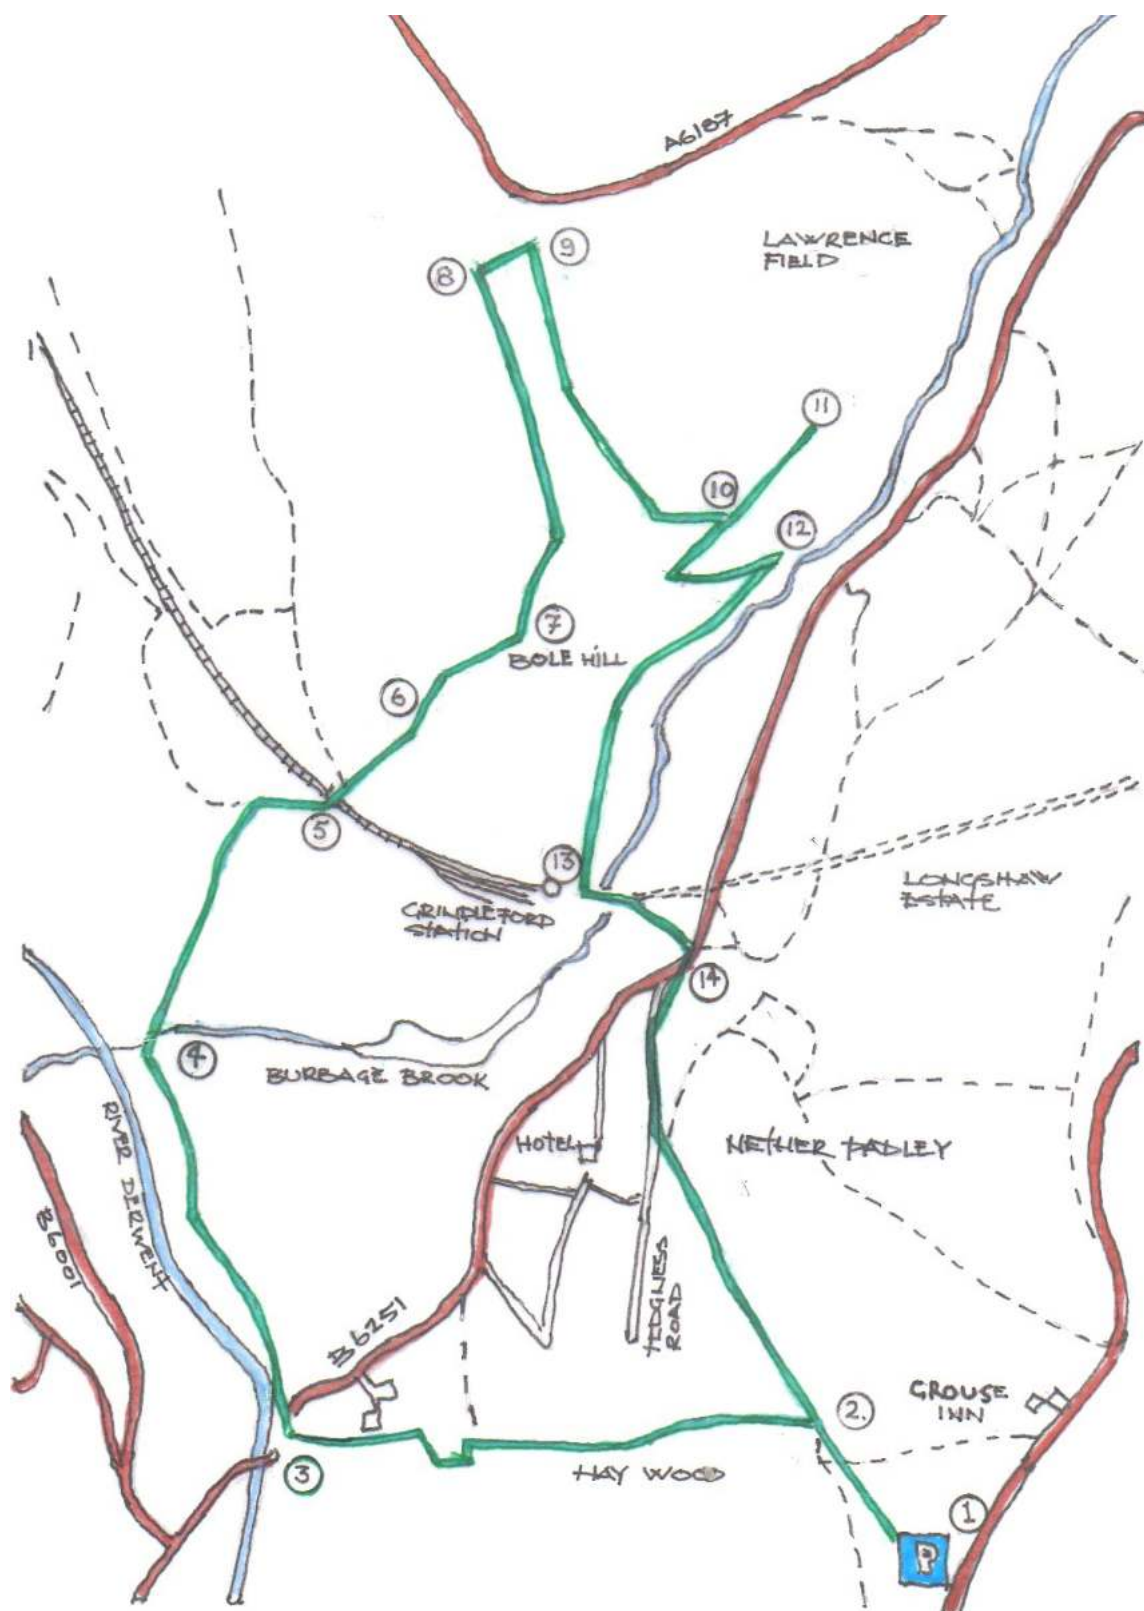 A6187
LAWRENCE
FIELD
9
8
11
10
12
7
BOLE HILL
6
5
13
GRINDLEFORD
STATION
LONGSHAW
ESTATE
14
4
BURBAGE BROOK
RIVER DERWENT
HOTEL
NETHER PADLEY
B6001
TEDGNESS
ROAD
B6251
GROUSE
INN
2.
3
HAY WOOD
1
P